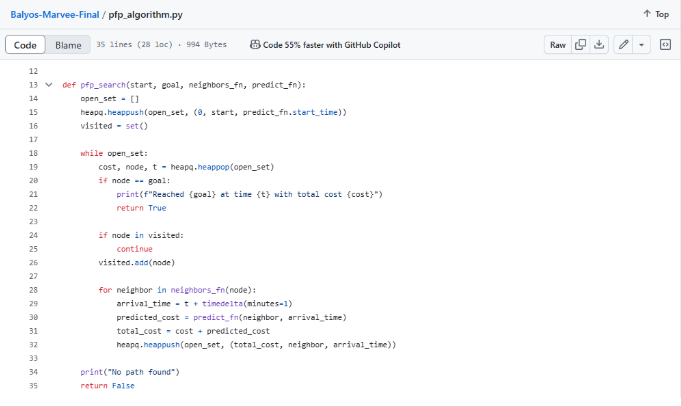 Balyos-Marvee-Final / pfp_algorithm.py
Top
Code Blame 35 lines (28 loc) · 994 Bytes Code 55% faster with GitHub Copilot Raw
12
13 def pfp_search(start, goal, neighbors_fn, predict_fn):
14 open_set = []
15 heapq.heappush(open_set, (0, start, predict_fn.start_time))
16 visited = set()
17
18 while open_set:
19 cost, node, t = heapq.heappop(open_set)
20 if node == goal:
21 print(f"Reached {goal} at time {t} with total cost {cost}")
22 return True
23
24 if node in visited:
25 continue
26 visited.add(node)
27
28 for neighbor in neighbors_fn(node):
29 arrival_time = t + timedelta(minutes=1)
30 predicted_cost = predict_fn(neighbor, arrival_time)
31 total_cost = cost + predicted_cost
32 heapq.heappush(open_set, (total_cost, neighbor, arrival_time))
33
34 print("No path found")
35 return False